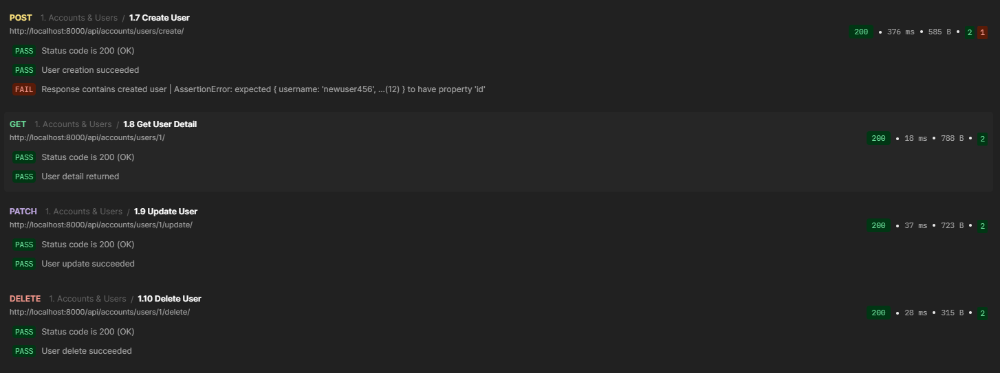 POST 1. Accounts & Users / 1.7 Create User
http://localhost:8000/api/accounts/users/create/
200 • 376 ms • 585 B • 2 1
PASS Status code is 200 (OK)
PASS User creation succeeded
FAIL Response contains created user | AssertionError: expected { username: 'newuser456', …(12) } to have property 'id'
GET 1. Accounts & Users / 1.8 Get User Detail
http://localhost:8000/api/accounts/users/1/
200 • 18 ms • 788 B • 2
PASS Status code is 200 (OK)
PASS User detail returned
PATCH 1. Accounts & Users / 1.9 Update User
http://localhost:8000/api/accounts/users/1/update/
200 • 37 ms • 723 B • 2
PASS Status code is 200 (OK)
PASS User update succeeded
DELETE 1. Accounts & Users / 1.10 Delete User
http://localhost:8000/api/accounts/users/1/delete/
200 • 28 ms • 315 B • 2
PASS Status code is 200 (OK)
PASS User delete succeeded